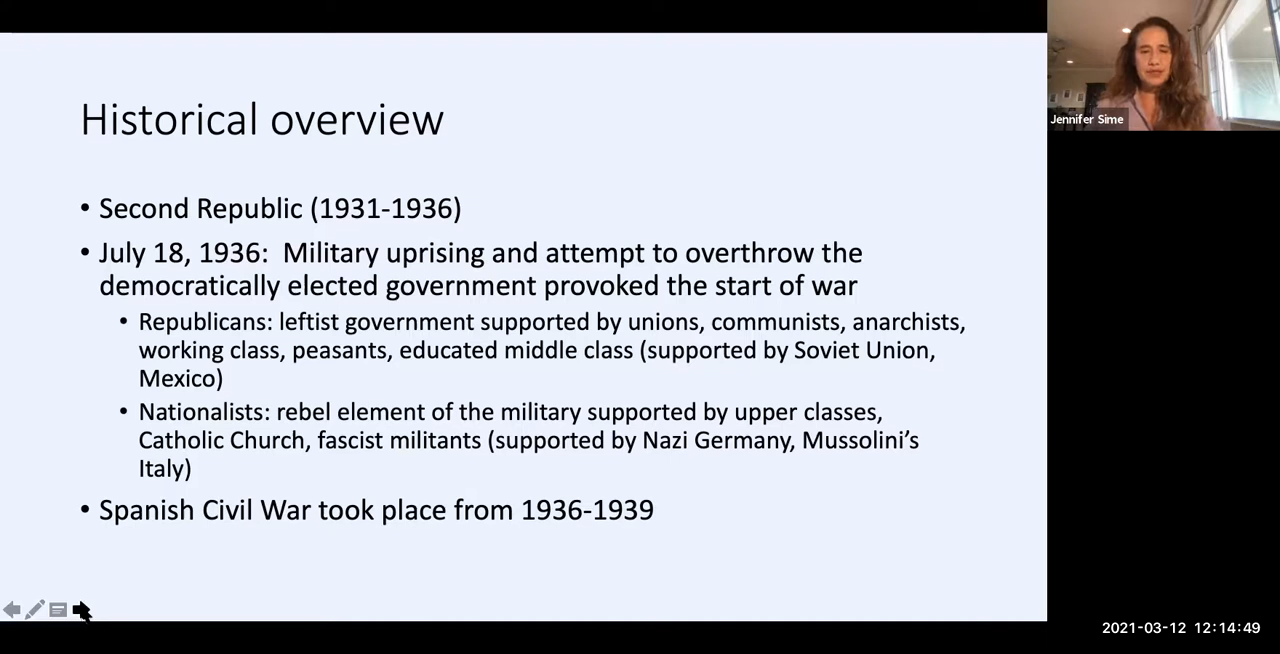 Historical overview
• Second Republic (1931-1936)
• July 18, 1936:  Military uprising and attempt to overthrow the
democratically elected government provoked the start of war
• Republicans: leftist government supported by unions, communists, anarchists,
working class, peasants, educated middle class (supported by Soviet Union,
Mexico)
• Nationalists: rebel element of the military supported by upper classes,
Catholic Church, fascist militants (supported by Nazi Germany, Mussolini’s
Italy)
• Spanish Civil War took place from 1936-1939
Jennifer Sime
2021-03-12 12:14:49